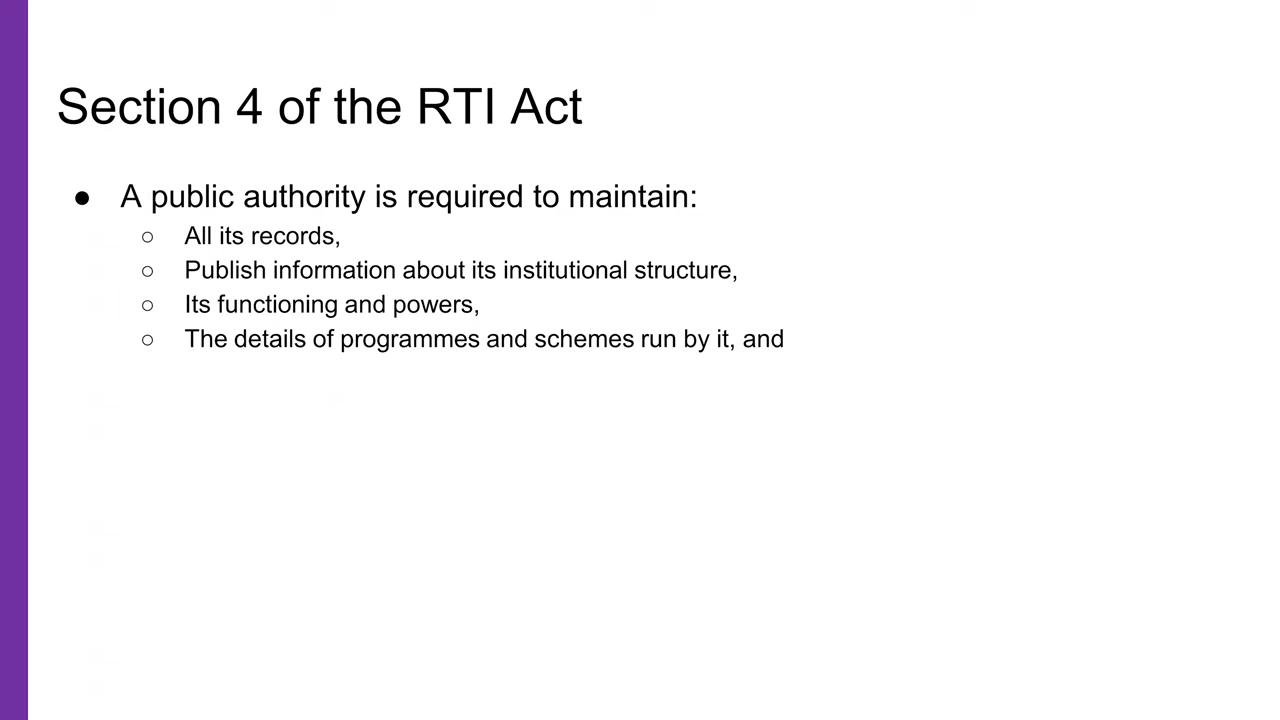 Section 4 of the RTI Act
● A public authority is required to maintain:
○ All its records,
○ Publish information about its institutional structure,
○ Its functioning and powers,
○ The details of programmes and schemes run by it, and